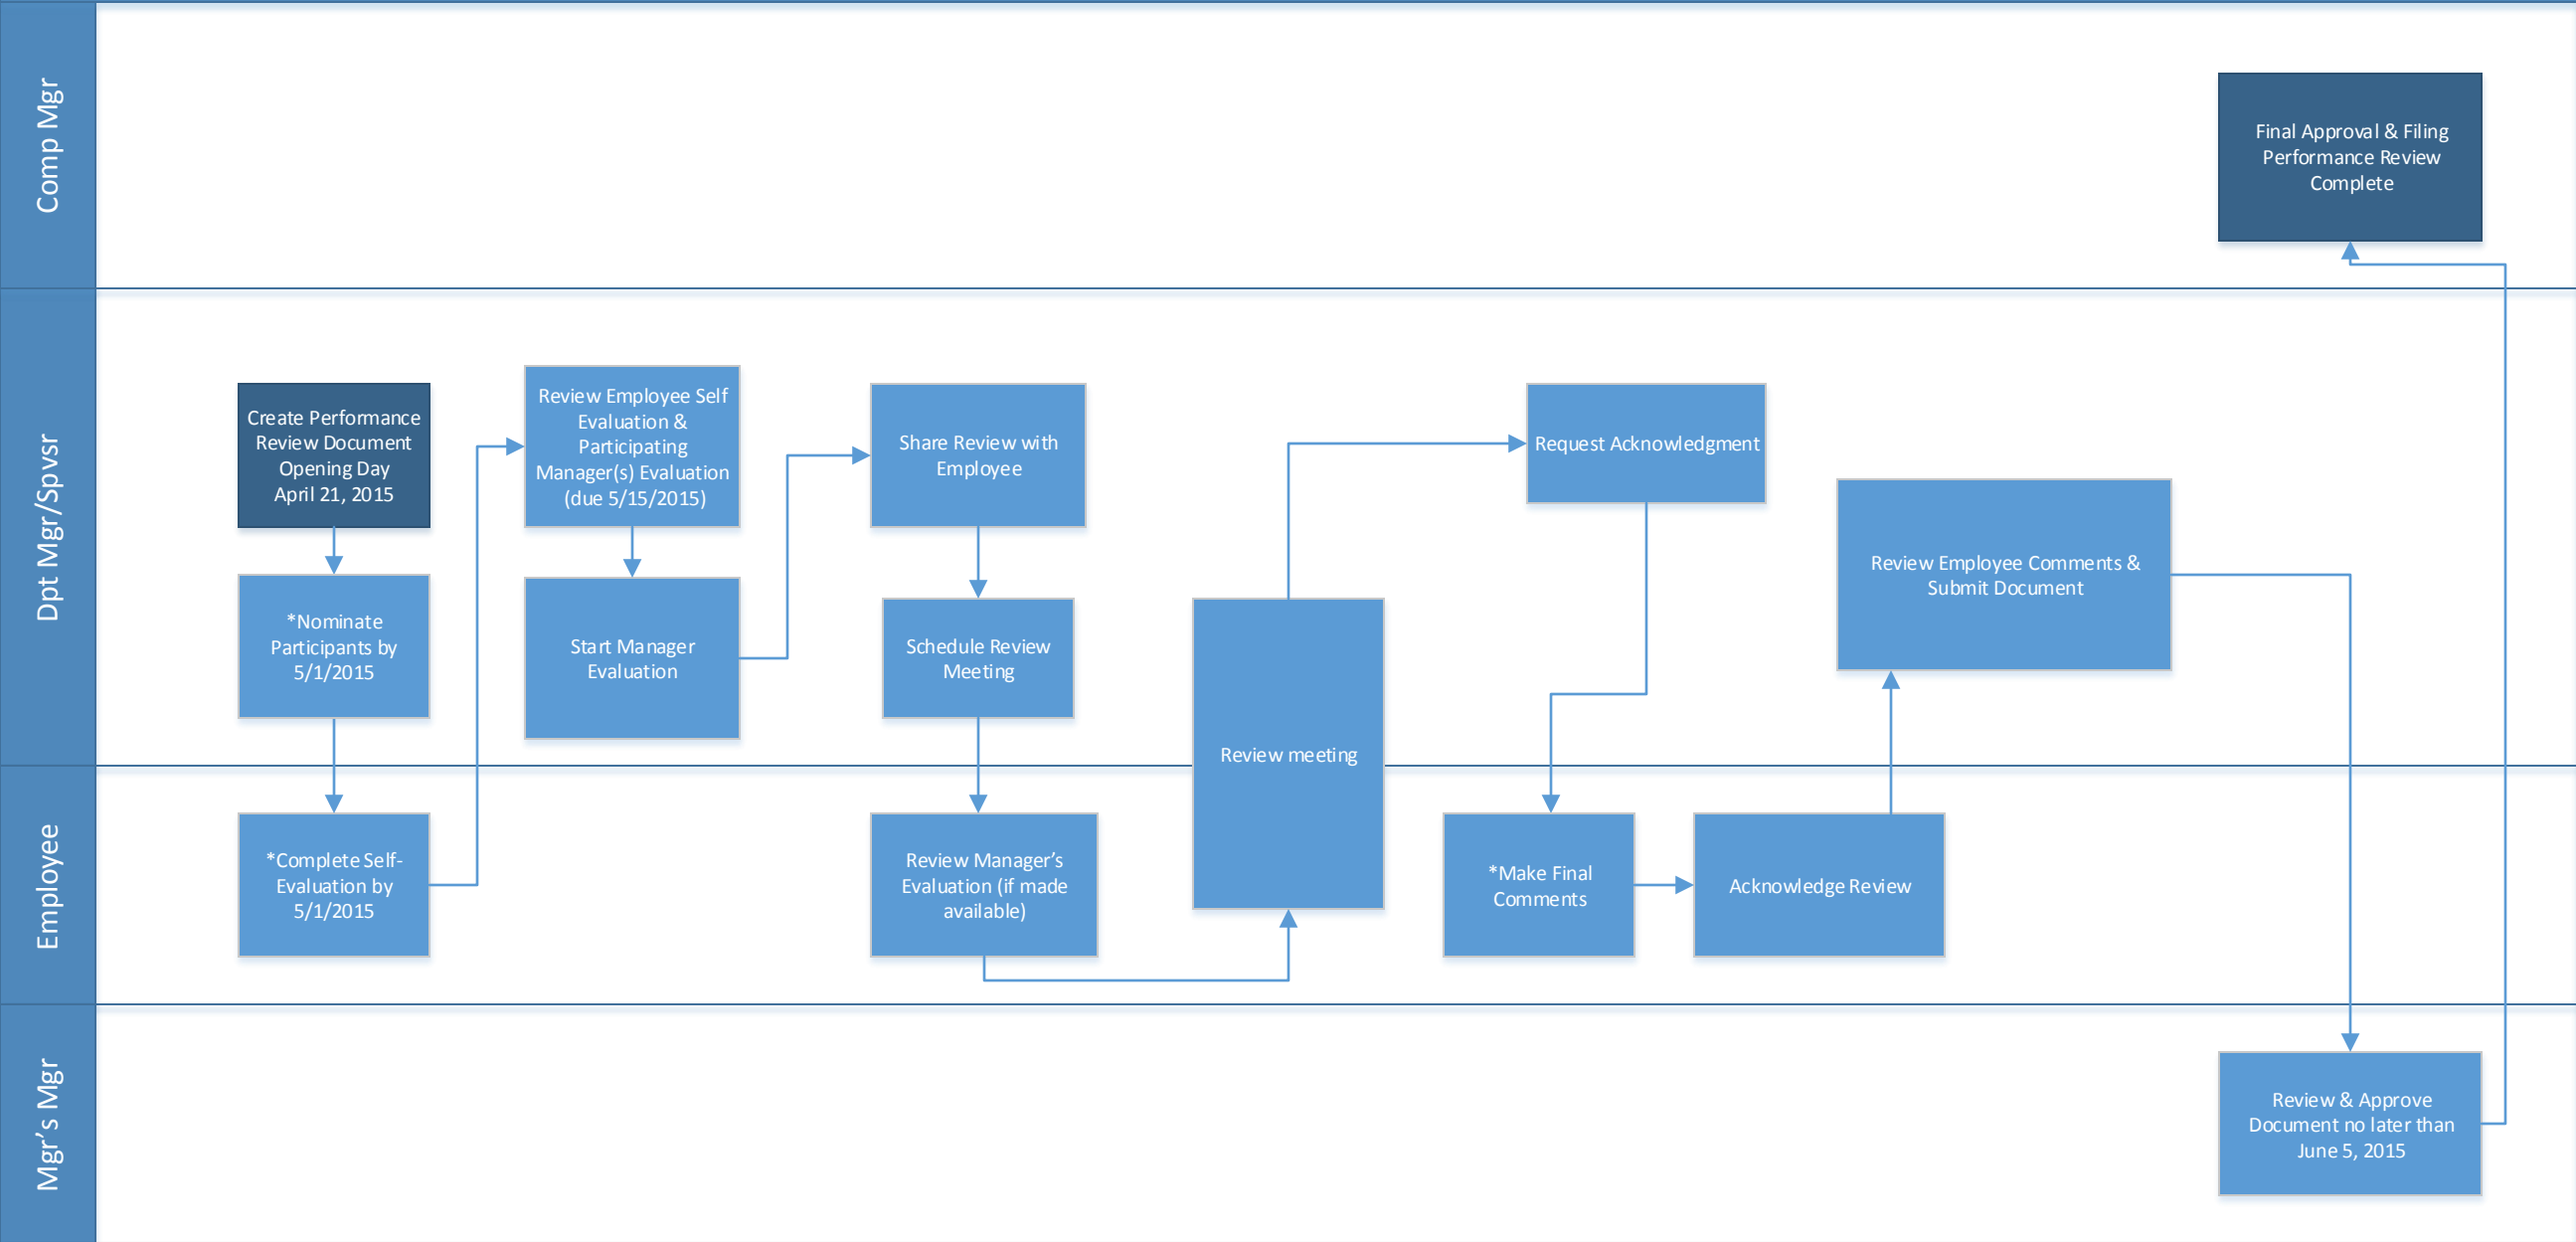 Comp Mgr
Final Approval & Filing
Performance Review
Complete
Dpt Mgr/Spvsr
Create Performance
Review Document
Opening Day
April 21, 2015
*Nominate
Participants by
5/1/2015
Review Employee Self
Evaluation &
Participating
Manager(s) Evaluation
(due 5/15/2015)
Start Manager
Evaluation
Share Review with
Employee
Schedule Review
Meeting
Review meeting
Request Acknowledgment
Review Employee Comments &
Submit Document
Employee
*Complete Self-
Evaluation by
5/1/2015
Review Manager’s
Evaluation (if made
available)
*Make Final
Comments
Acknowledge Review
Mgr’s Mgr
Review & Approve
Document no later than
June 5, 2015